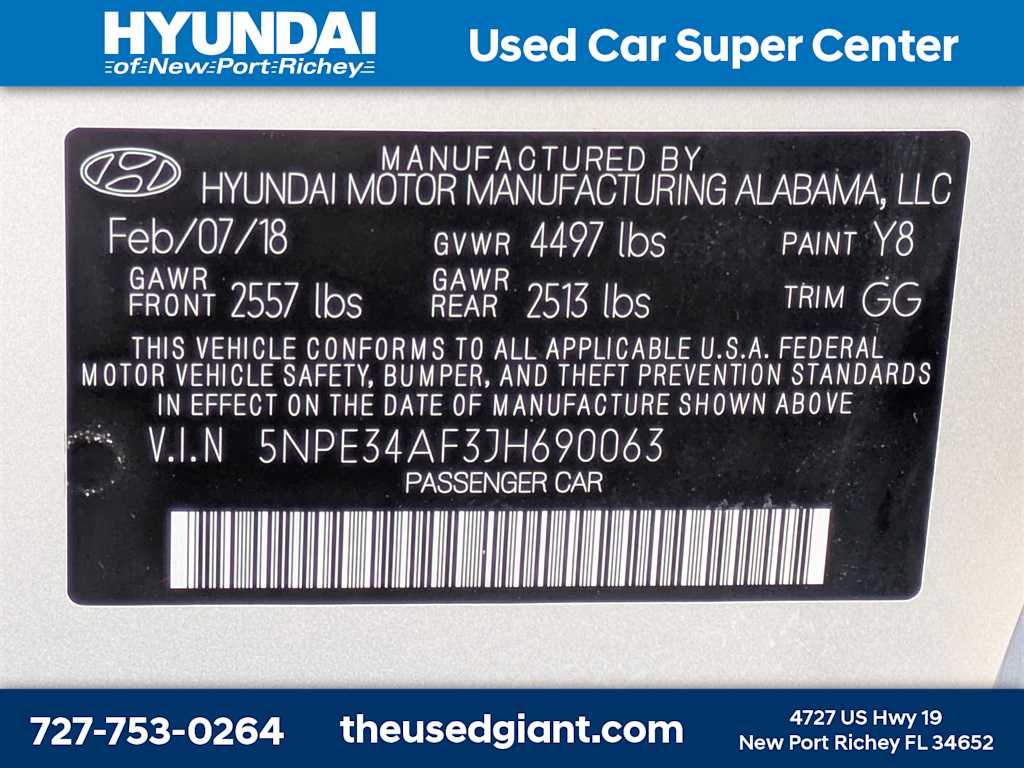 HYUNDAI
of New Port Richey
Used Car Super Center
MANUFACTURED BY
HYUNDAI MOTOR MANUFACTURING ALABAMA, LLC
Feb/07/18 GVWR 4497 lbs PAINT Y8
GAWR FRONT 2557 lbs GAWR REAR 2513 lbs TRIM GG
THIS VEHICLE CONFORMS TO ALL APPLICABLE U.S.A. FEDERAL
MOTOR VEHICLE SAFETY, BUMPER, AND THEFT PREVENTION STANDARDS
IN EFFECT ON THE DATE OF MANUFACTURE SHOWN ABOVE
V.I.N 5NPE34AF3JH690063
PASSENGER CAR
727-753-0264
theusedgiant.com
4727 US Hwy 19
New Port Richey FL 34652